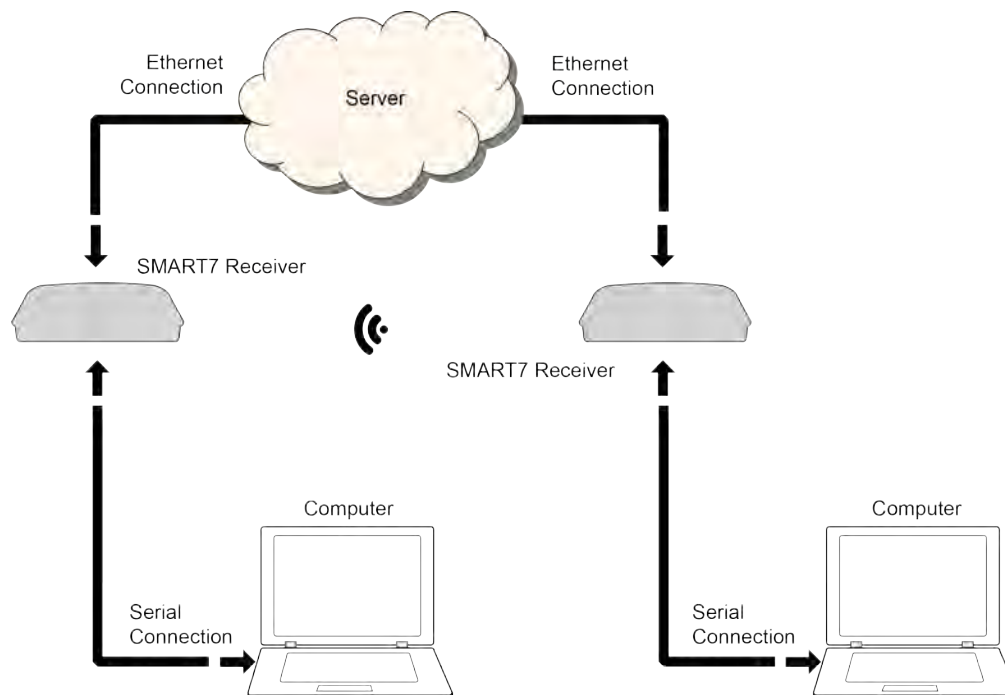 Ethernet
Connection
Server
Ethernet
Connection
SMART7 Receiver
SMART7 Receiver
Computer
Computer
Serial
Connection
Serial
Connection